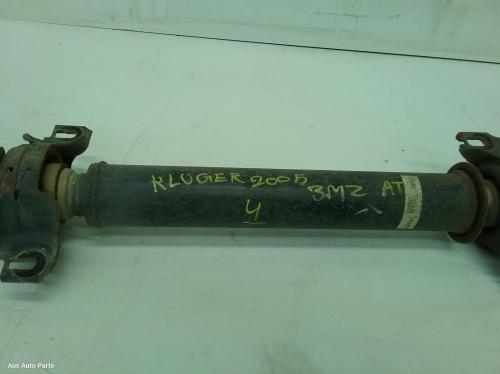 KLUGER 2005 3MZ AT
4
Aus Auto Parts